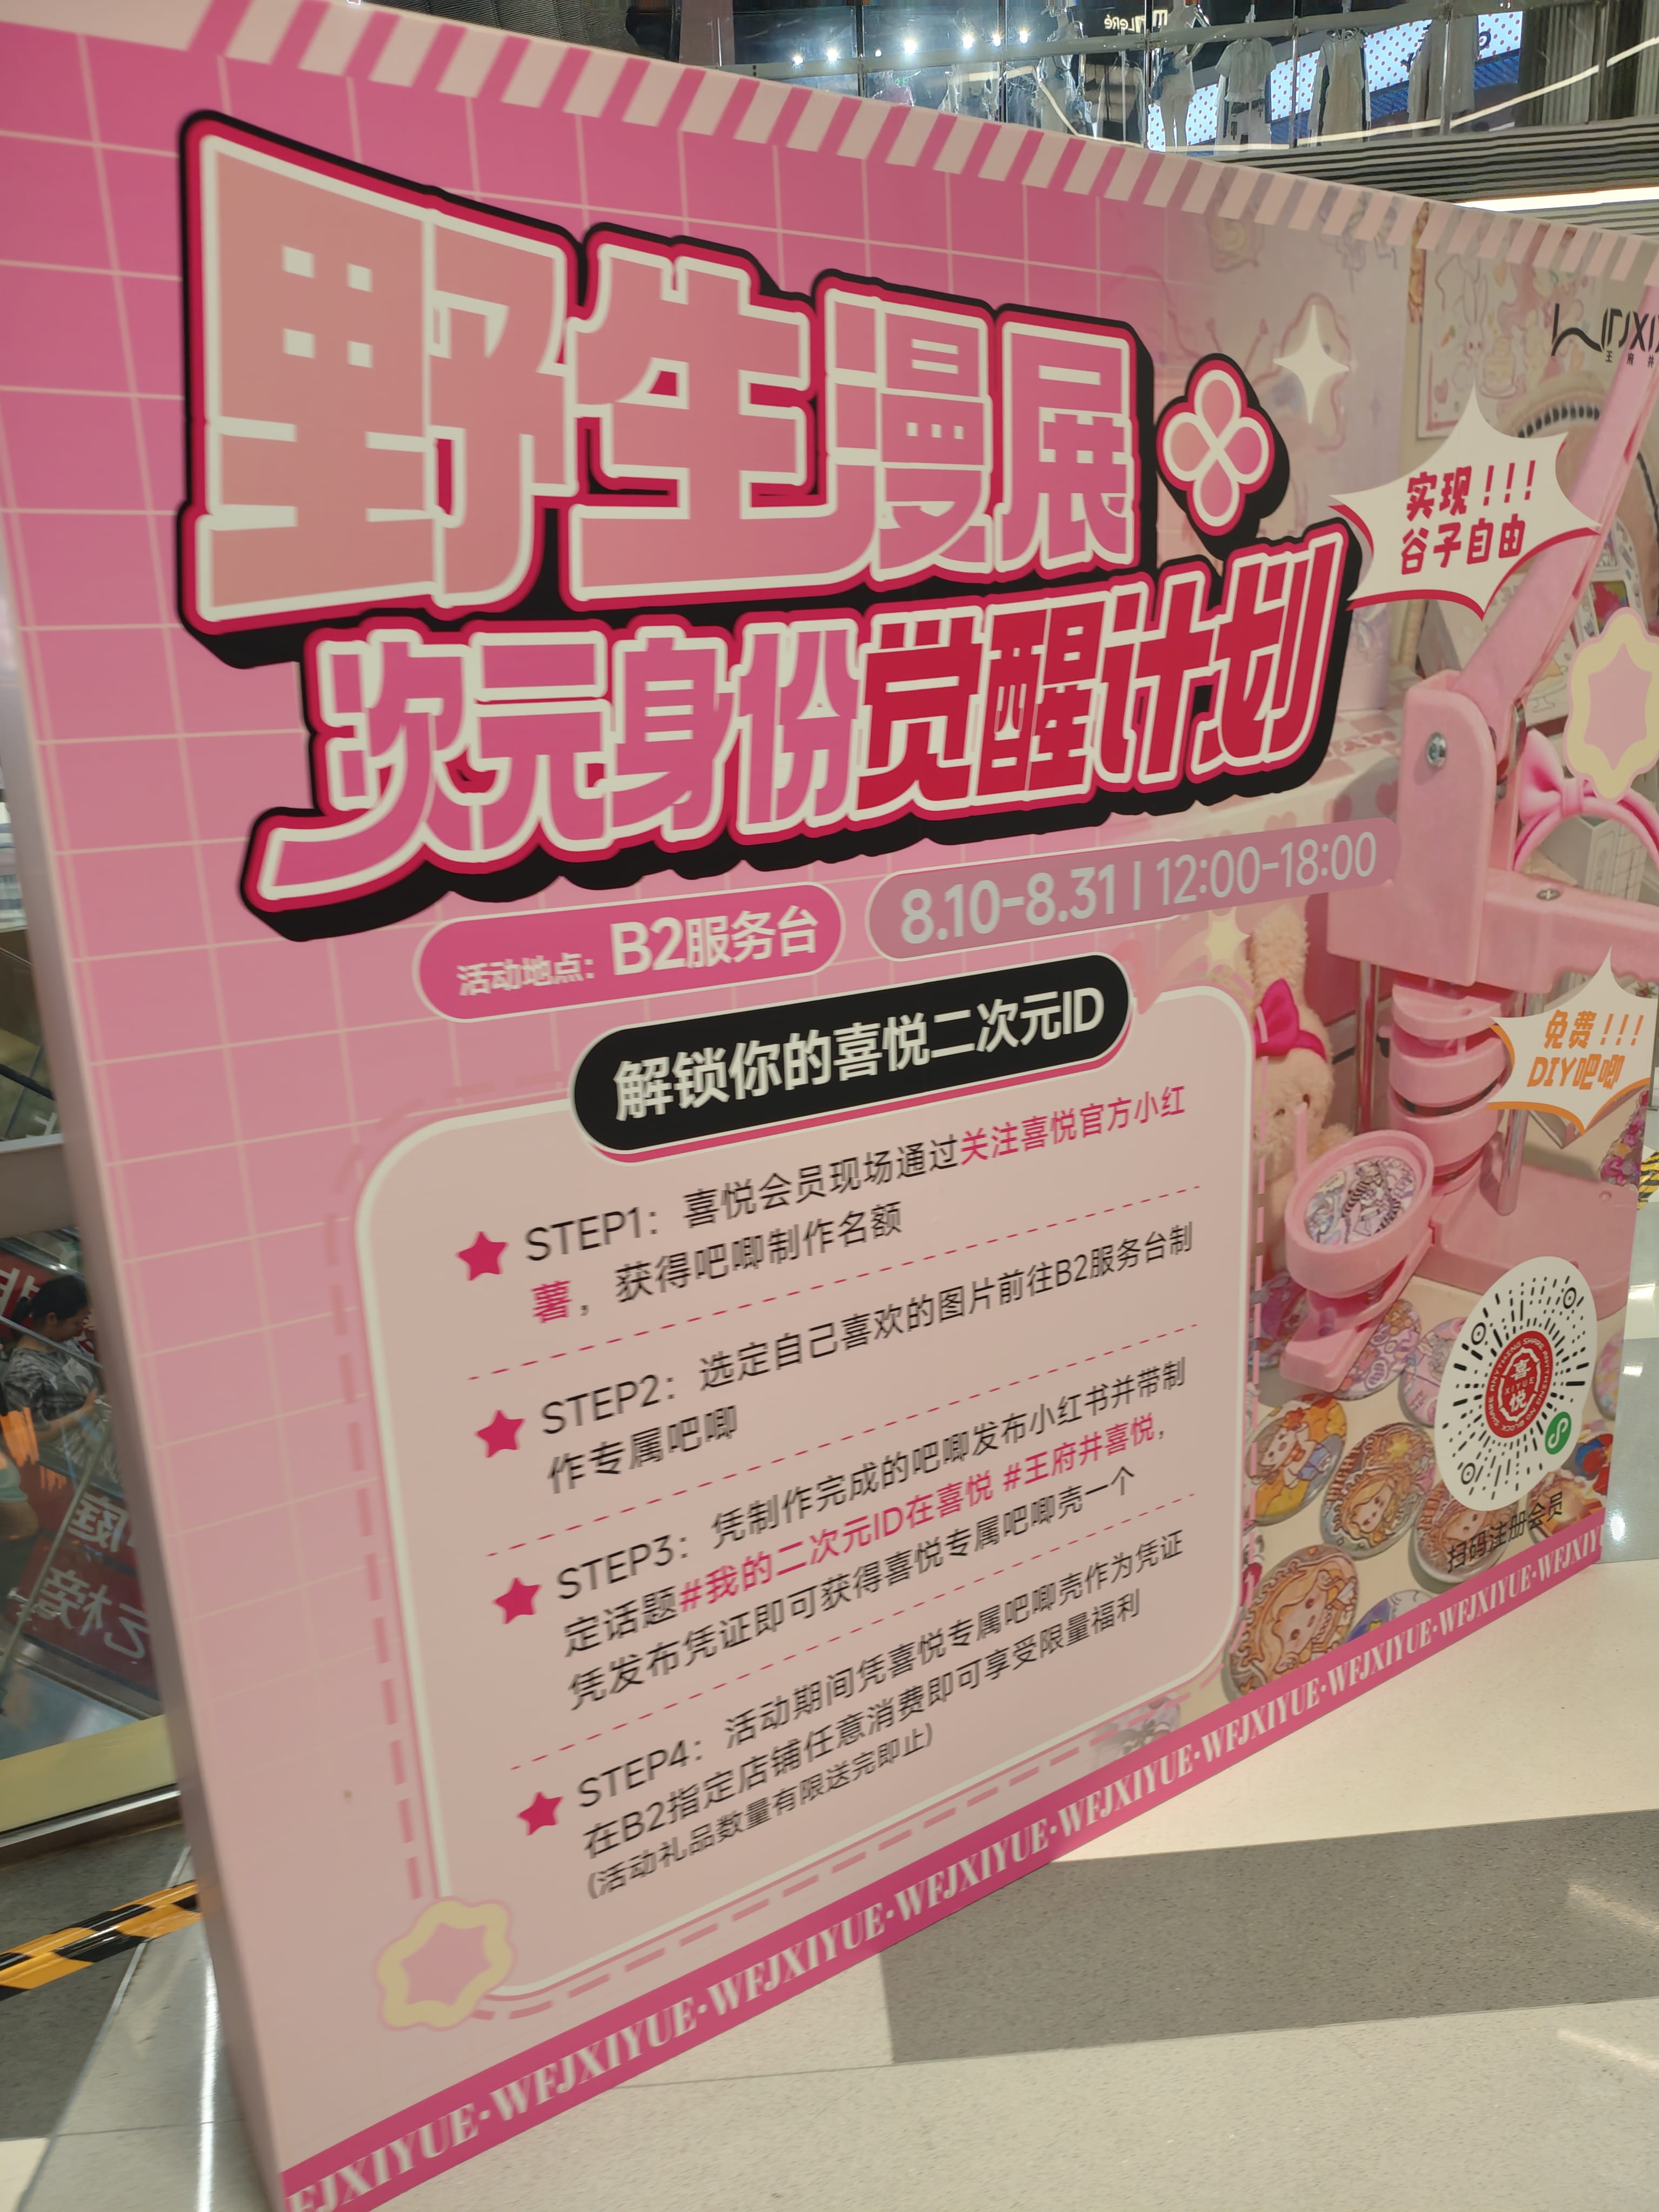 野生漫展
次元身份觉醒计划
实现!!!
谷子自由
活动地点: B2服务台
8.10-8.31 | 12:00-18:00
免费!!!
DIY吧唧
解锁你的喜悦二次元ID
STEP1: 喜悦会员现场通过关注喜悦官方小红
薯,获得吧唧制作名额
STEP2: 选定自己喜欢的图片前往B2服务台制
作专属吧唧
STEP3: 凭制作完成的吧唧发布小红书并带制
定话题#我的二次元ID在喜悦 #王府井喜悦,
凭发布凭证即可获得喜悦专属吧唧壳一个
STEP4: 活动期间凭喜悦专属吧唧壳作为凭证
在B2指定店铺任意消费即可享受限量福利
(活动礼品数量有限送完即止)
喜悦
XIYUE
扫码注册会员
FJXIYUE·WFJXIYUE·WFJXIYUE·WFJXIYUE·WFJXIYUE·WFJXIYUE·WFJXIYUE·WFJXIYUE·WFJXIY